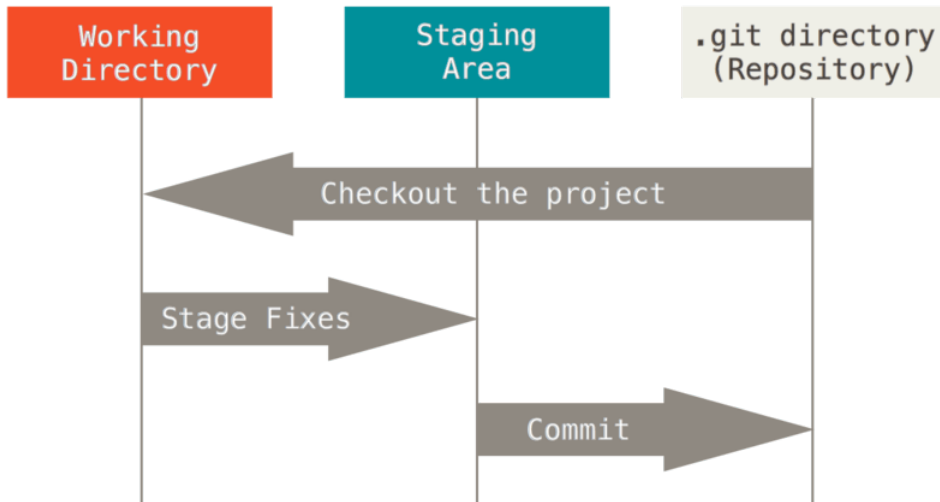 Working
Directory
Staging
Area
.git directory
(Repository)
Checkout the project
Stage Fixes
Commit